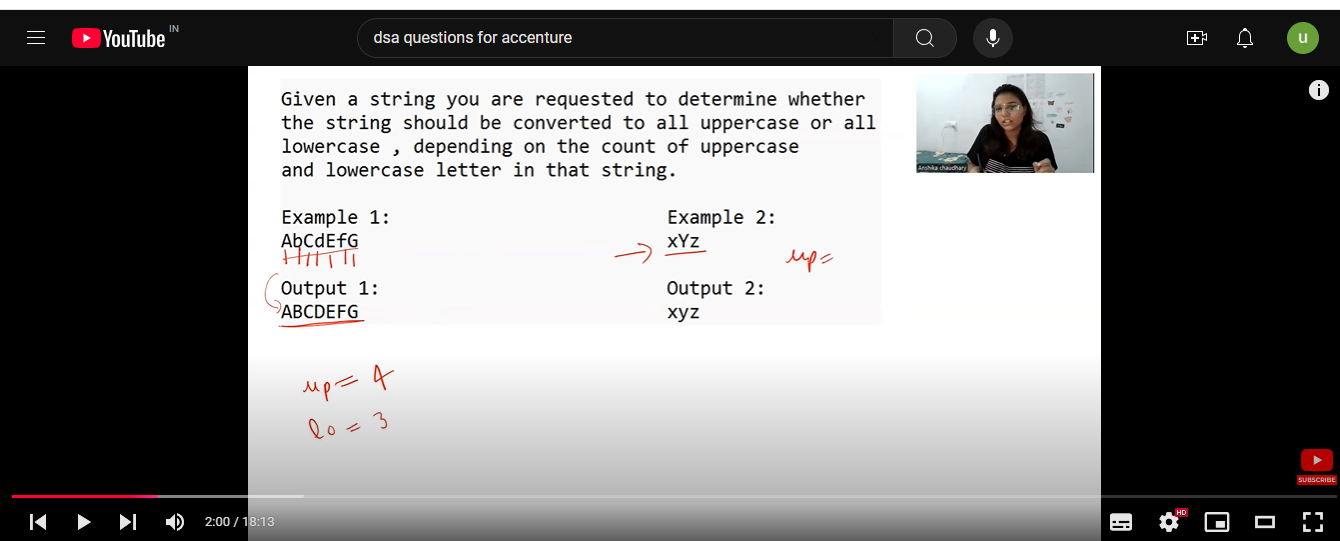 YouTube IN
dsa questions for accenture
u
Given a string you are requested to determine whether
the string should be converted to all uppercase or all
lowercase , depending on the count of uppercase
and lowercase letter in that string.
Arohika chaudhary
Example 1:
AbCdEfG
Output 1:
ABCDEFG
Example 2:
xYz
up=
Output 2:
xyz
up= 4
lo = 3
SUBSCRIBE
2:00 / 18:13
HD